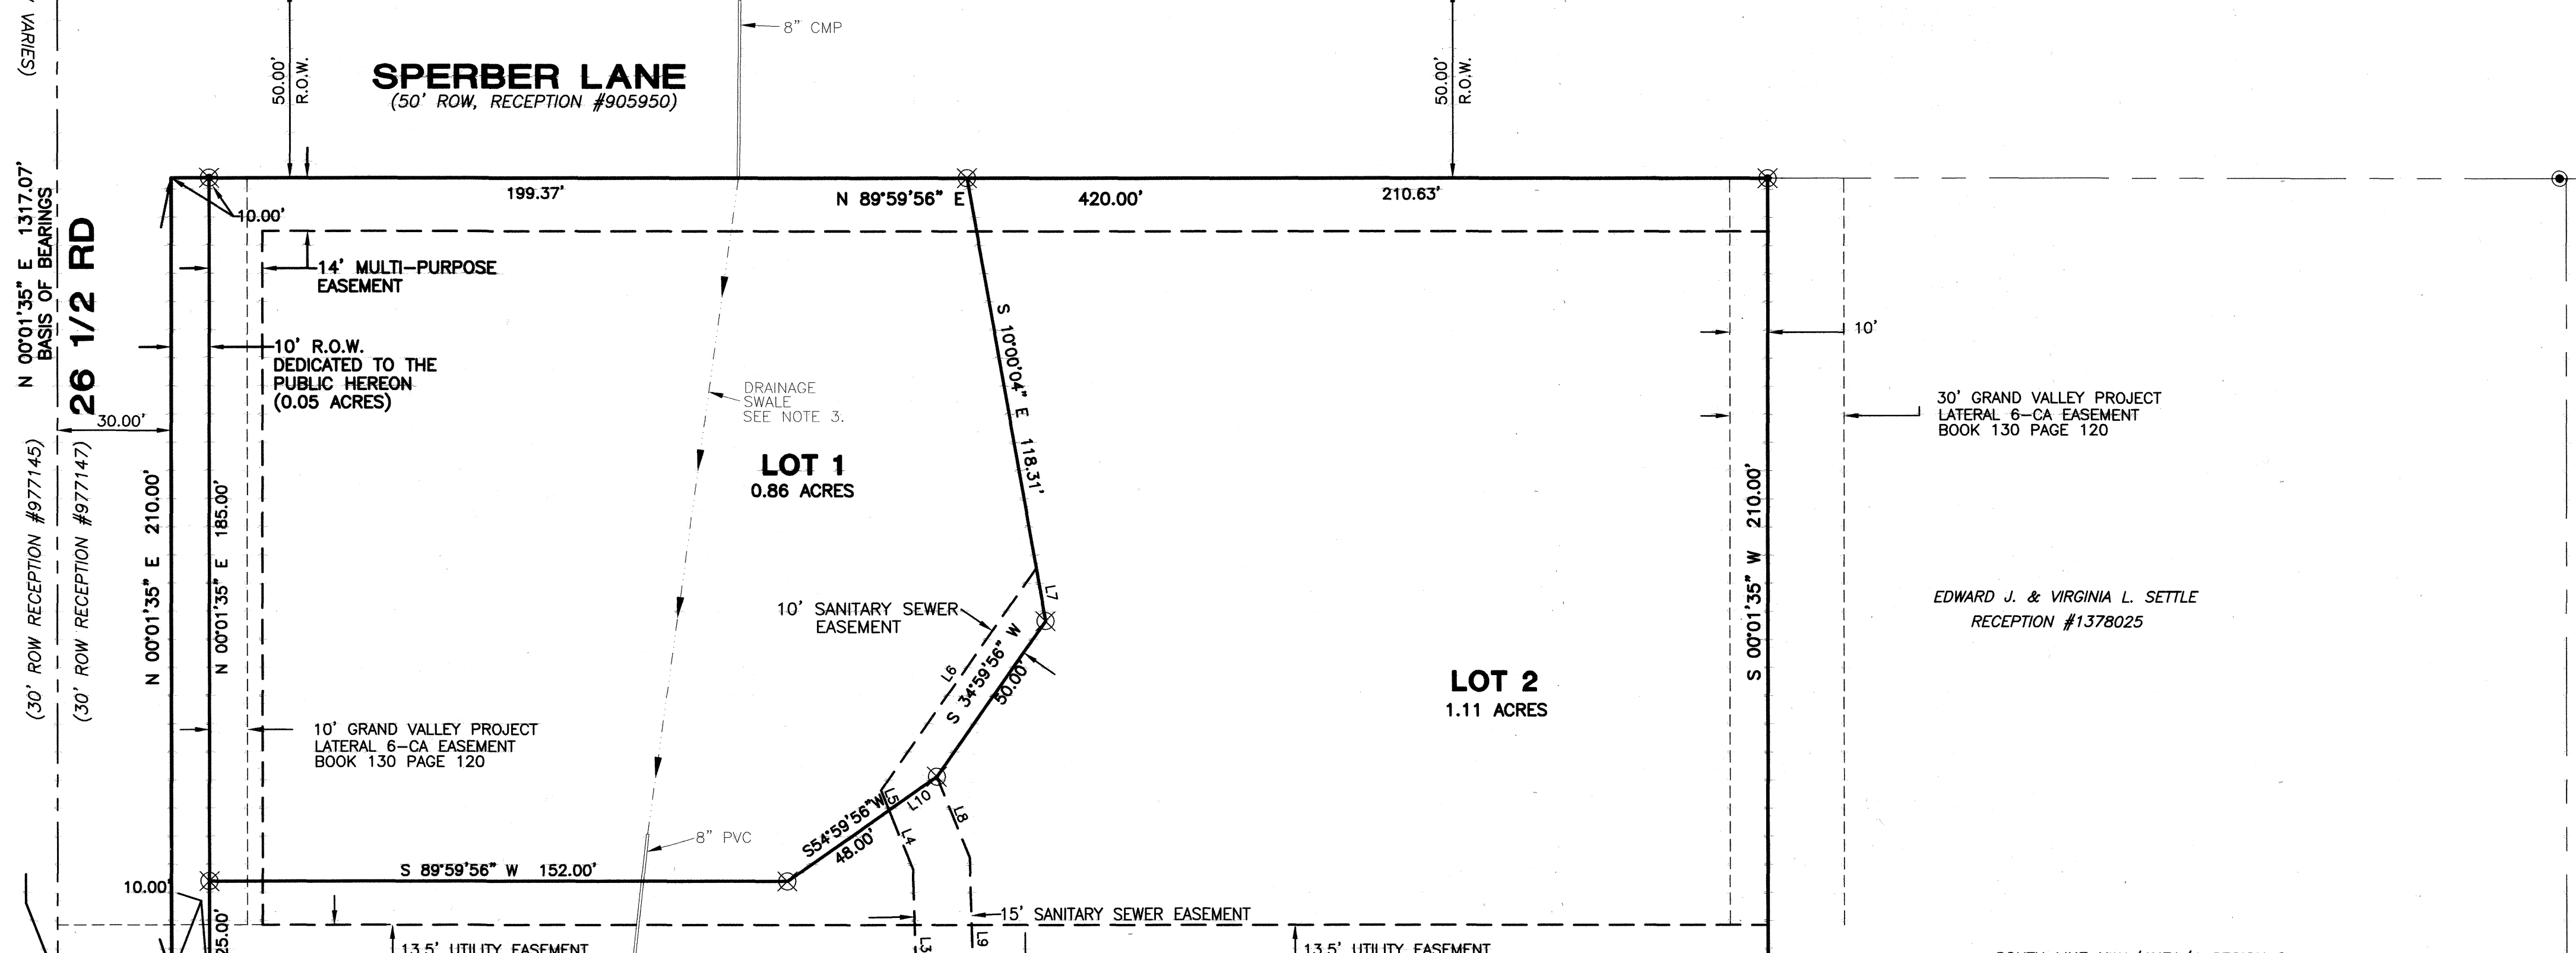 VARIES)
8" CMP
50.00'
R.O.W.
SPERBER LANE
(50' ROW, RECEPTION #905950)
50.00'
R.O.W.
199.37'
N 89°59'56" E
420.00'
210.63'
10.00'
N 00°01'35" E 1317.07'
BASIS OF BEARINGS
26 1/2 RD
14' MULTI-PURPOSE
EASEMENT
10' R.O.W.
DEDICATED TO THE
PUBLIC HEREON
(0.05 ACRES)
30.00'
DRAINAGE
SWALE
SEE NOTE 3.
S 10°00'04" E 118.31'
10'
30' GRAND VALLEY PROJECT
LATERAL 6-CA EASEMENT
BOOK 130 PAGE 120
(30' ROW RECEPTION #977145)
(30' ROW RECEPTION #977147)
N 00°01'35" E 210.00'
N 00°01'35" E 185.00'
LOT 1
0.86 ACRES
S 00°01'35" W 210.00'
L7
10' SANITARY SEWER
EASEMENT
EDWARD J. & VIRGINIA L. SETTLE
RECEPTION #1378025
L6
S 34°59'56" W
50.00'
LOT 2
1.11 ACRES
10' GRAND VALLEY PROJECT
LATERAL 6-CA EASEMENT
BOOK 130 PAGE 120
L5
L10
S54°59'56"W
48.00'
L4
L8
8" PVC
S 89°59'56" W 152.00'
10.00'
25.00'
15' SANITARY SEWER EASEMENT
L3
L9
13.5' UTILITY EASEMENT
13.5' UTILITY EASEMENT